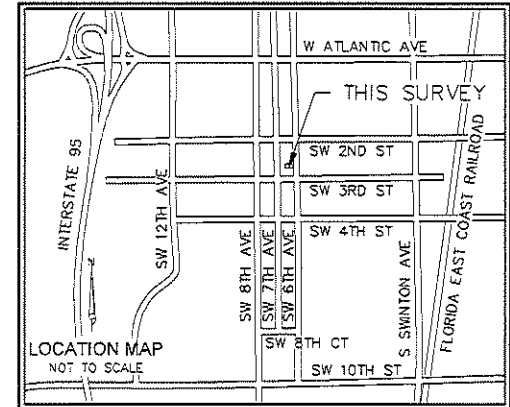 W ATLANTIC AVE
THIS SURVEY
SW 2ND ST
SW 3RD ST
SW 4TH ST
INTERSTATE 95
SW 12TH AVE
SW 8TH AVE
SW 7TH AVE
SW 6TH AVE
S SWINTON AVE
FLORIDA EAST COAST RAILROAD
SW 8TH CT
LOCATION MAP
NOT TO SCALE
SW 10TH ST